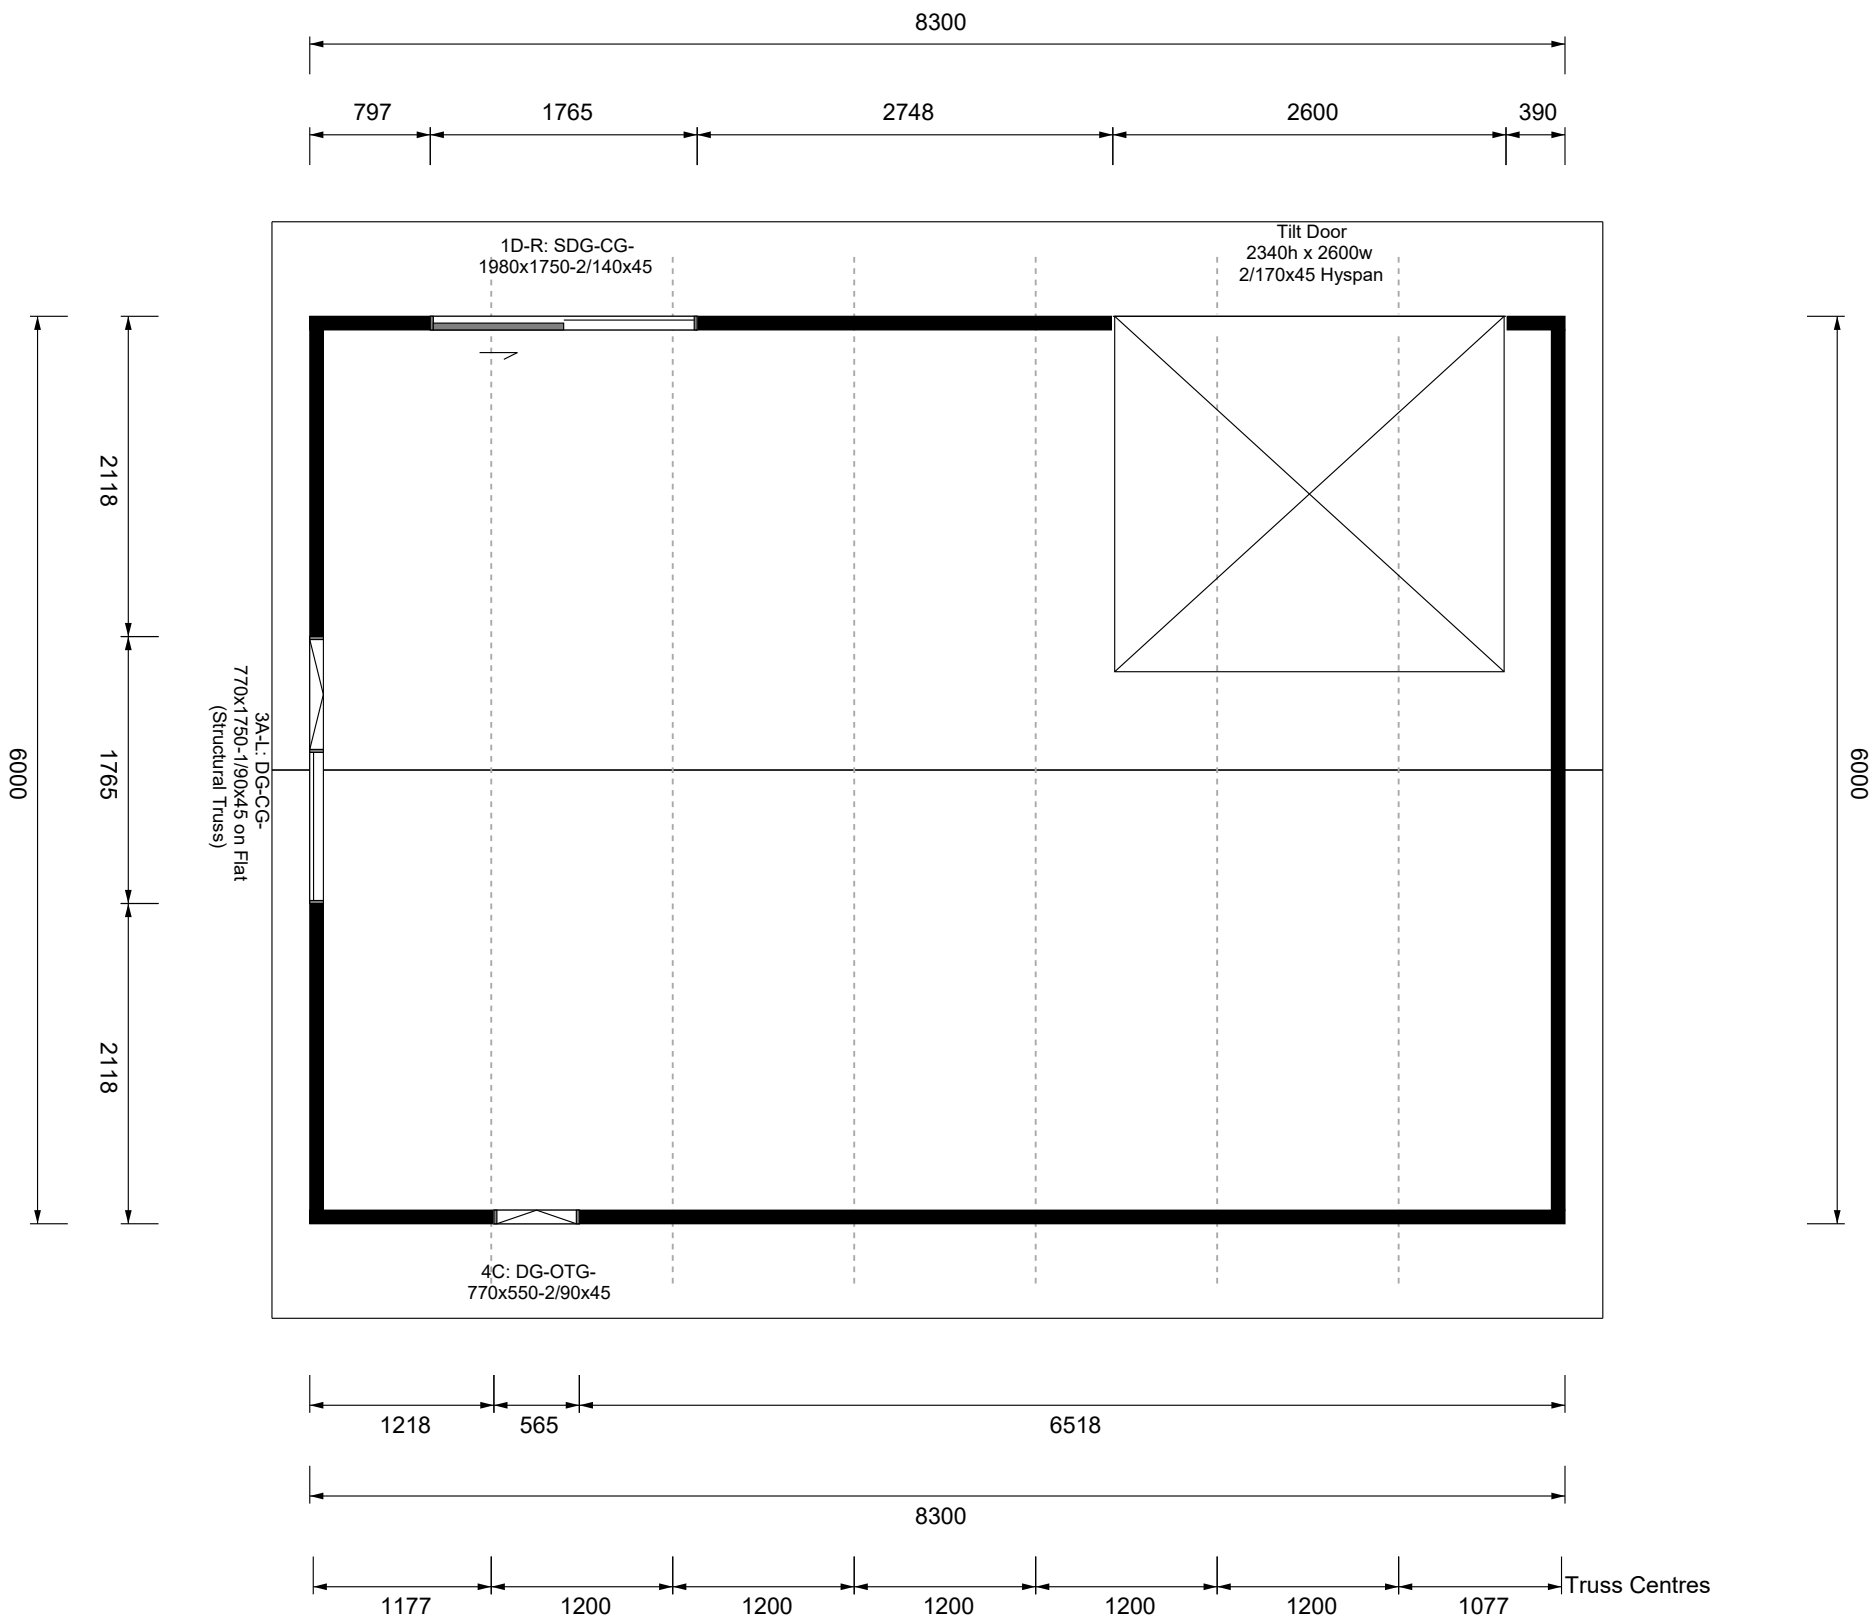 8300
797
1765
2748
2600
390
1D-R: SDG-CG-
1980x1750-2/140x45
Tilt Door
2340h x 2600w
2/170x45 Hyspan
6000
2118
1765
2118
3A-L: DG-CG-
770x1750-1/90x45 on Flat
(Structural Truss)
6000
4C: DG-OTG-
770x550-2/90x45
1218
565
6518
8300
Truss Centres
1177
1200
1200
1200
1200
1200
1077